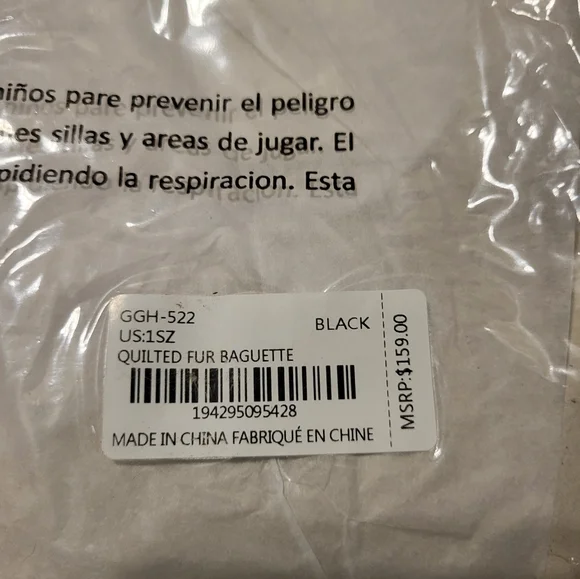 niños pare prevenir el peligro
es sillas y areas de jugar. El
pidiendo la respiracion. Esta
GGH-522
US:1SZ
BLACK
QUILTED FUR BAGUETTE
194295095428
MADE IN CHINA FABRIQUÉ EN CHINE
MSRP:$159.00